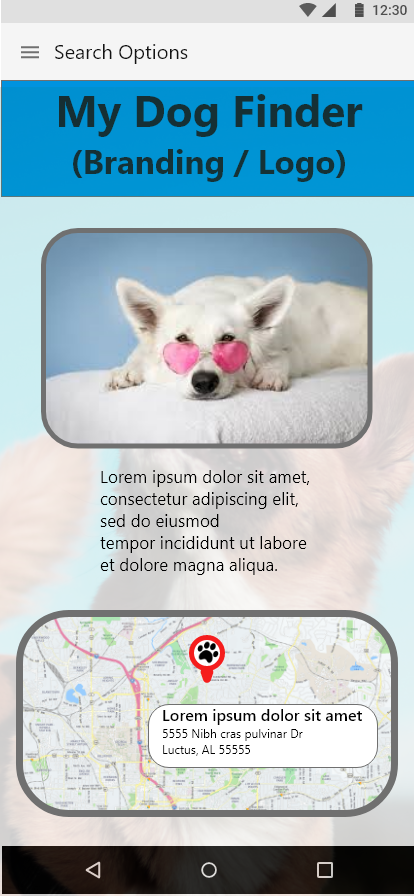 12:30
Search Options
My Dog Finder
(Branding / Logo)
Lorem ipsum dolor sit amet,
consectetur adipiscing elit,
sed do eiusmod
tempor incididunt ut labore
et dolore magna aliqua.
Lorem ipsum dolor sit amet
5555 Nibh cras pulvinar Dr
Luctus, AL 55555